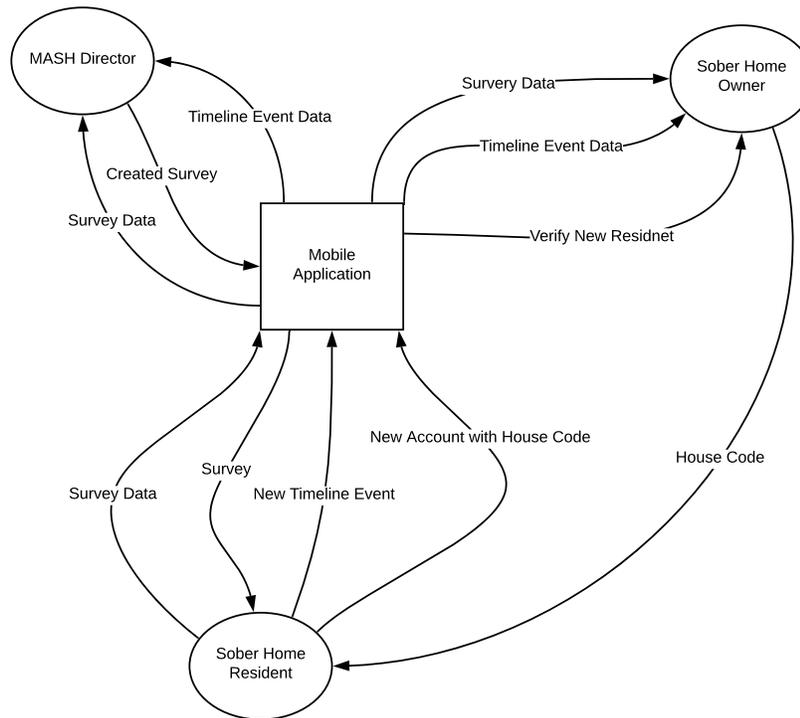 MASH Director
Sober Home
Owner
Survery Data
Timeline Event Data
Timeline Event Data
Created Survey
Survey Data
Verify New Residnet
Mobile
Application
New Account with House Code
House Code
Survey
Survey Data
New Timeline Event
Sober Home
Resident